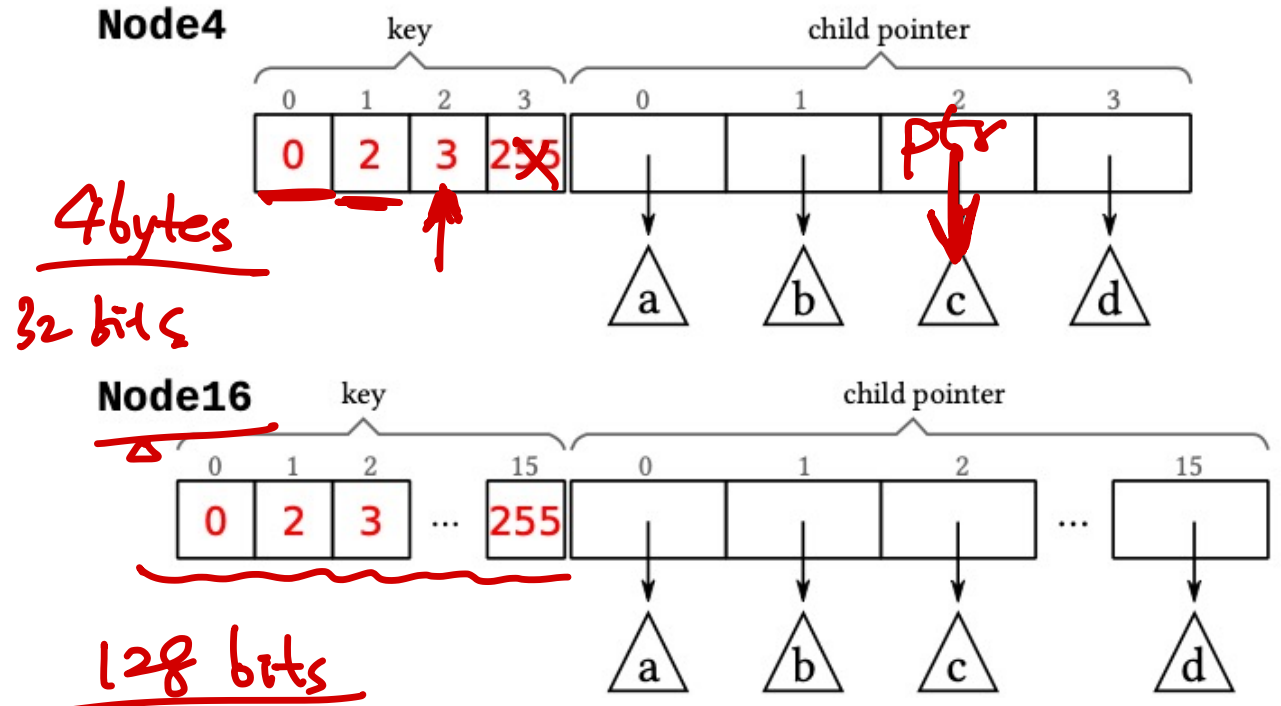 Node4
key child pointer
0 1 2 3 0 1 2 3
0 2 3 255 ptr
4bytes
32 bits
a b c d
Node16
key child pointer
0 1 2 15 0 1 2 15
0 2 3 ... 255 ...
a b c d
128 bits